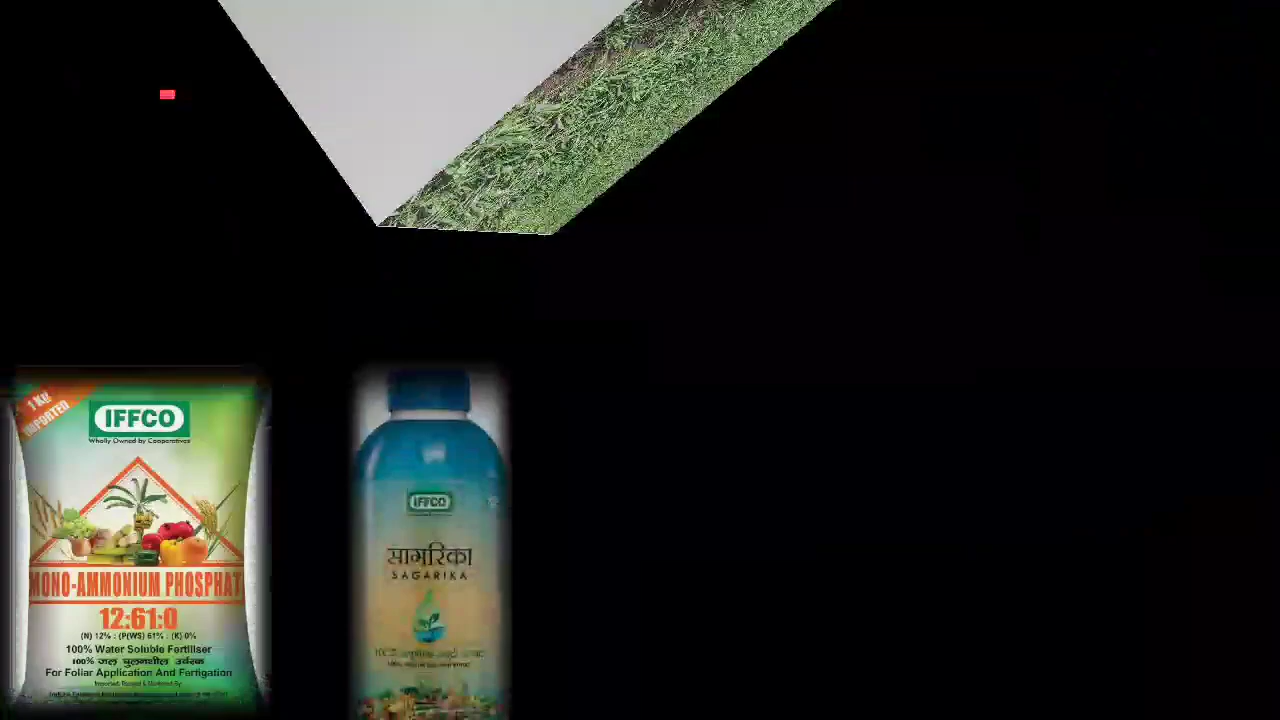 1 Kg
IMPORTED
IFFCO
Wholly Owned by Cooperatives
MONO-AMMONIUM PHOSPHAT
12:61:0
(N) 12% : (P(WS) 61% : (K) 0%
100% Water Soluble Fertiliser
100% जल घुलनशील उर्वरक
For Foliar Application And Fertigation
IFFCO
सागरिका
SAGARIKA